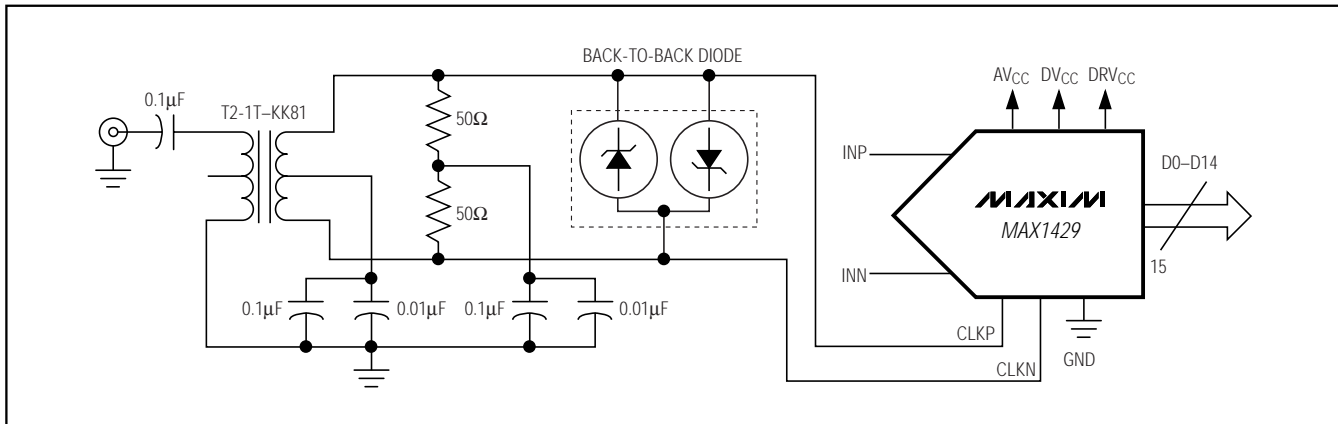 BACK-TO-BACK DIODE
AVCC DVCC DRVCC
0.1μF
T2-1T–KK81
50Ω
50Ω
INP
INN
D0–D14
15
MAXIM
MAX1429
0.1μF 0.01μF 0.1μF 0.01μF
CLKP
CLKN
GND